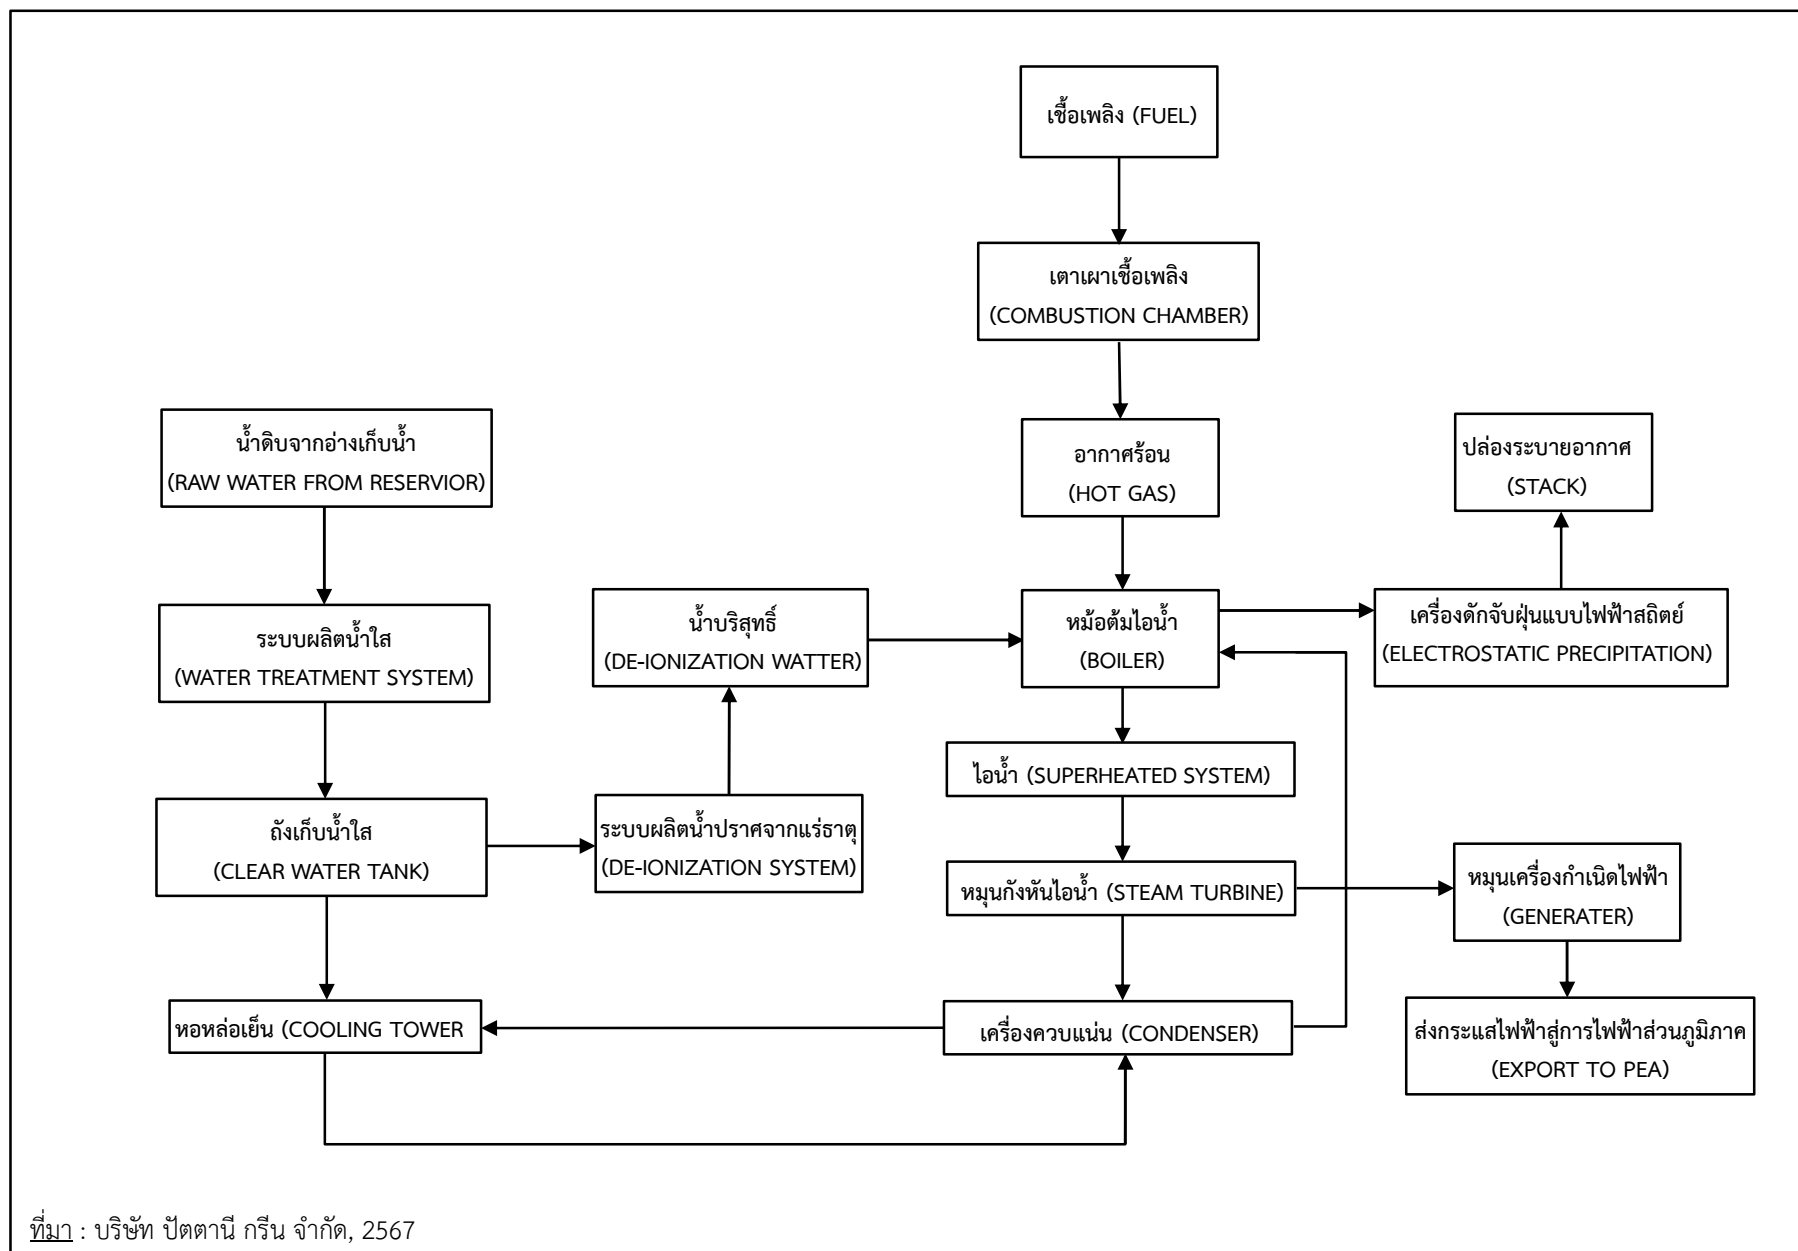 เชื้อเพลิง (FUEL)
เตาเผาเชื้อเพลิง
(COMBUSTION CHAMBER)
น้ำดิบจากอ่างเก็บน้ำ
(RAW WATER FROM RESERVIOR)
อากาศร้อน
(HOT GAS)
ปล่องระบายอากาศ
(STACK)
ระบบผลิตน้ำใส
(WATER TREATMENT SYSTEM)
น้ำบริสุทธิ์
(DE-IONIZATION WATTER)
หม้อต้มไอน้ำ
(BOILER)
เครื่องดักจับฝุ่นแบบไฟฟ้าสถิตย์
(ELECTROSTATIC PRECIPITATION)
ไอน้ำ (SUPERHEATED SYSTEM)
ถังเก็บน้ำใส
(CLEAR WATER TANK)
ระบบผลิตน้ำปราศจากแร่ธาตุ
(DE-IONIZATION SYSTEM)
หมุนกังหันไอน้ำ (STEAM TURBINE)
หมุนเครื่องกำเนิดไฟฟ้า
(GENERATER)
หอหล่อเย็น (COOLING TOWER
เครื่องควบแน่น (CONDENSER)
ส่งกระแสไฟฟ้าสู่การไฟฟ้าส่วนภูมิภาค
(EXPORT TO PEA)
ที่มา : บริษัท ปัตตานี กรีน จำกัด, 2567